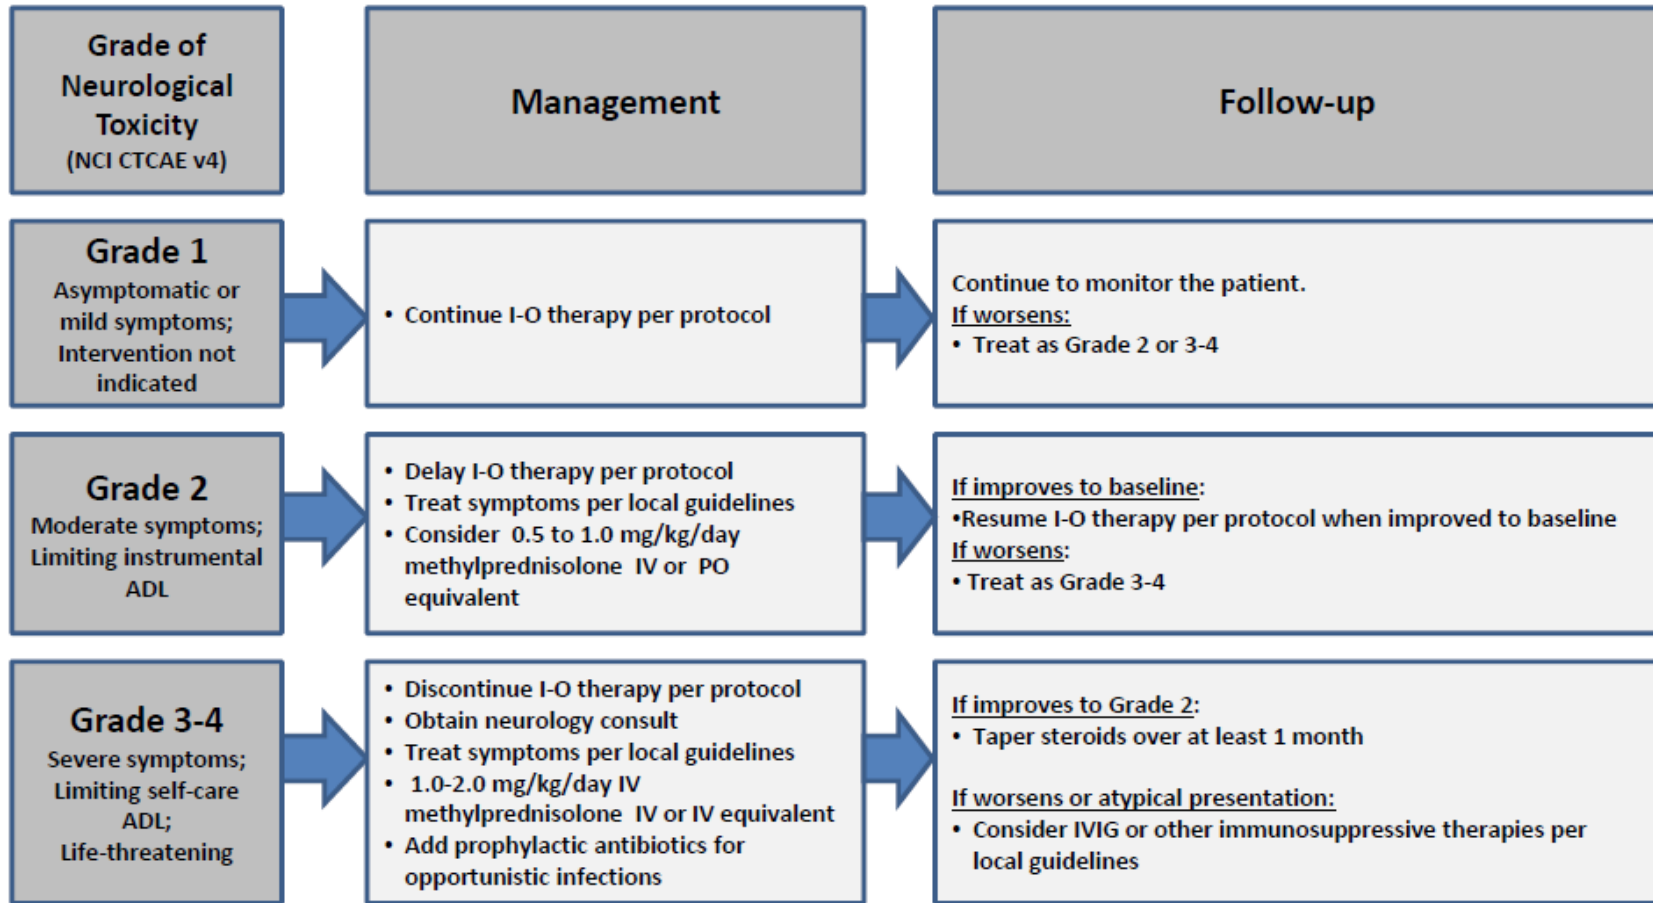 Grade of
Neurological
Toxicity
(NCI CTCAE v4)
Management
Follow-up
Grade 1
Asymptomatic or
mild symptoms;
Intervention not
indicated
• Continue I-O therapy per protocol
Continue to monitor the patient.
If worsens:
• Treat as Grade 2 or 3-4
Grade 2
Moderate symptoms;
Limiting instrumental
ADL
• Delay I-O therapy per protocol
• Treat symptoms per local guidelines
• Consider 0.5 to 1.0 mg/kg/day
methylprednisolone IV or PO
equivalent
If improves to baseline:
•Resume I-O therapy per protocol when improved to baseline
If worsens:
• Treat as Grade 3-4
Grade 3-4
Severe symptoms;
Limiting self-care
ADL;
Life-threatening
• Discontinue I-O therapy per protocol
• Obtain neurology consult
• Treat symptoms per local guidelines
• 1.0-2.0 mg/kg/day IV
methylprednisolone IV or IV equivalent
• Add prophylactic antibiotics for
opportunistic infections
If improves to Grade 2:
• Taper steroids over at least 1 month
If worsens or atypical presentation:
• Consider IVIG or other immunosuppressive therapies per
local guidelines